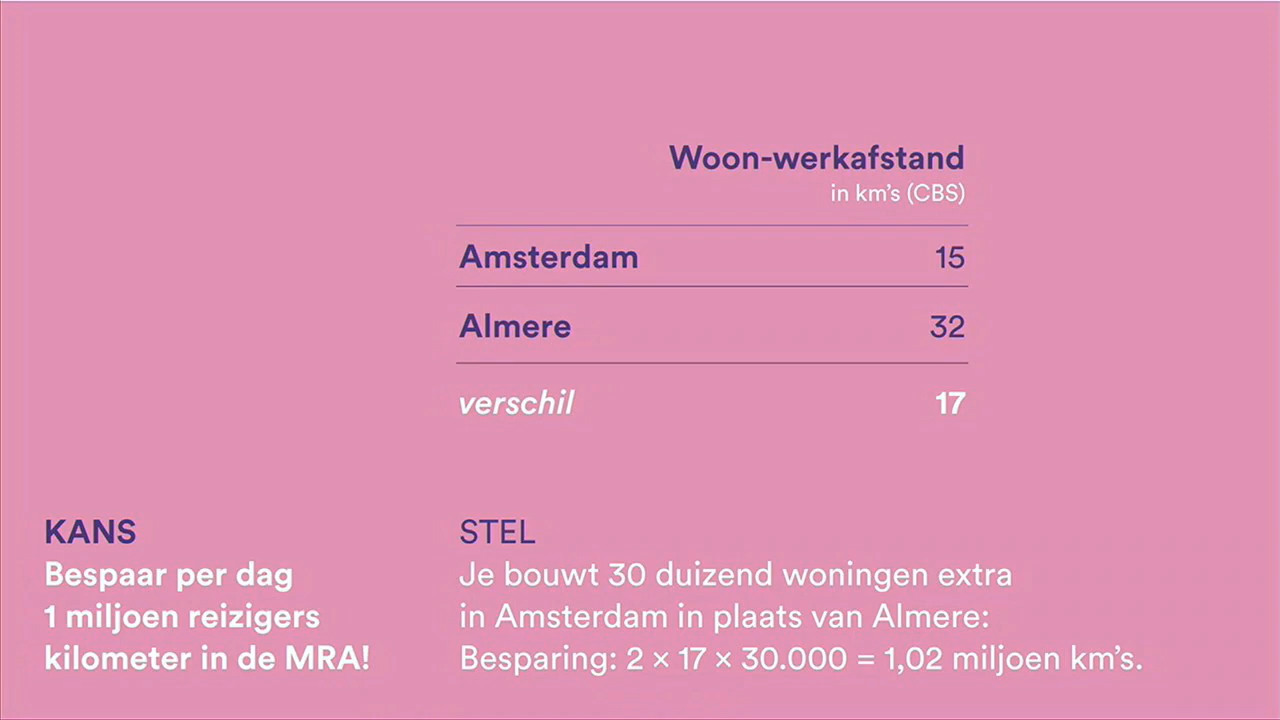 Woon-werkafstand
in km's (CBS)
Amsterdam 15
Almere 32
verschil 17
KANS
Bespaar per dag
1 miljoen reizigers
kilometer in de MRA!
STEL
Je bouwt 30 duizend woningen extra
in Amsterdam in plaats van Almere:
Besparing: 2 × 17 × 30.000 = 1,02 miljoen km's.